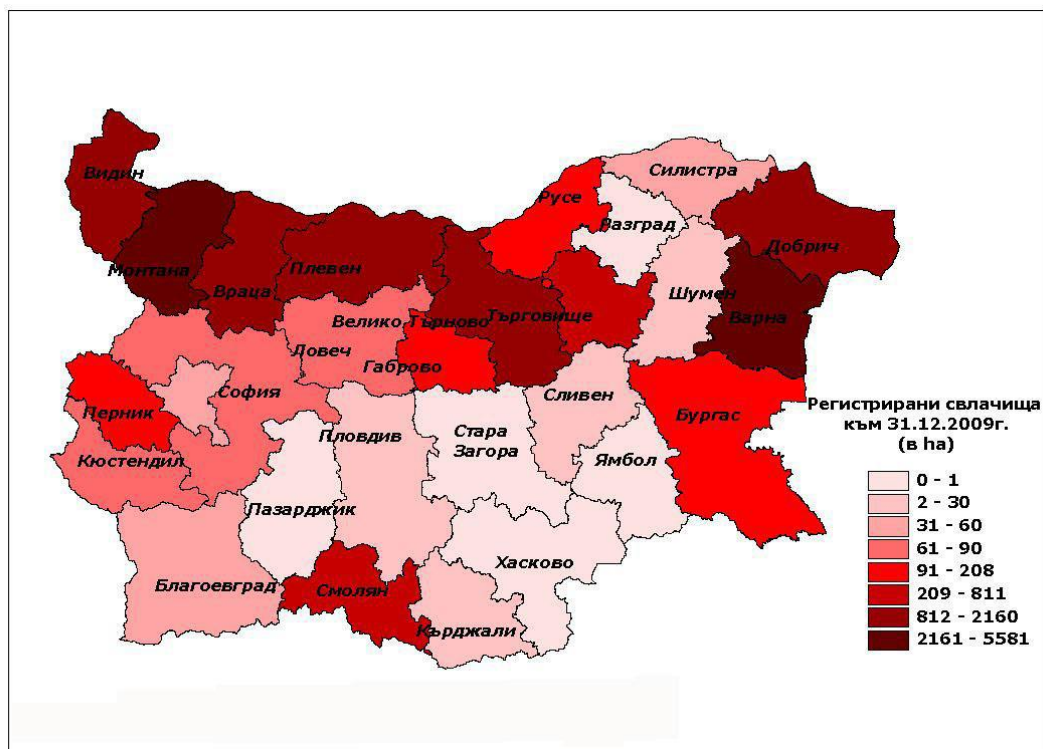 Видин
Силистра
Русе
Разград
Добрич
Монтана
Плевен
Враца
Шумен
Варна
Велико Търново
Търговище
Ловеч
Габрово
София
Сливен
Перник
Бургас
Пловдив
Стара
Загора
Ямбол
Кюстендил
Пазарджик
Хасково
Благоевград
Смолян
Кърджали
Регистрирани свлачища
към 31.12.2009г.
(в ha)
0 - 1
2 - 30
31 - 60
61 - 90
91 - 208
209 - 811
812 - 2160
2161 - 5581